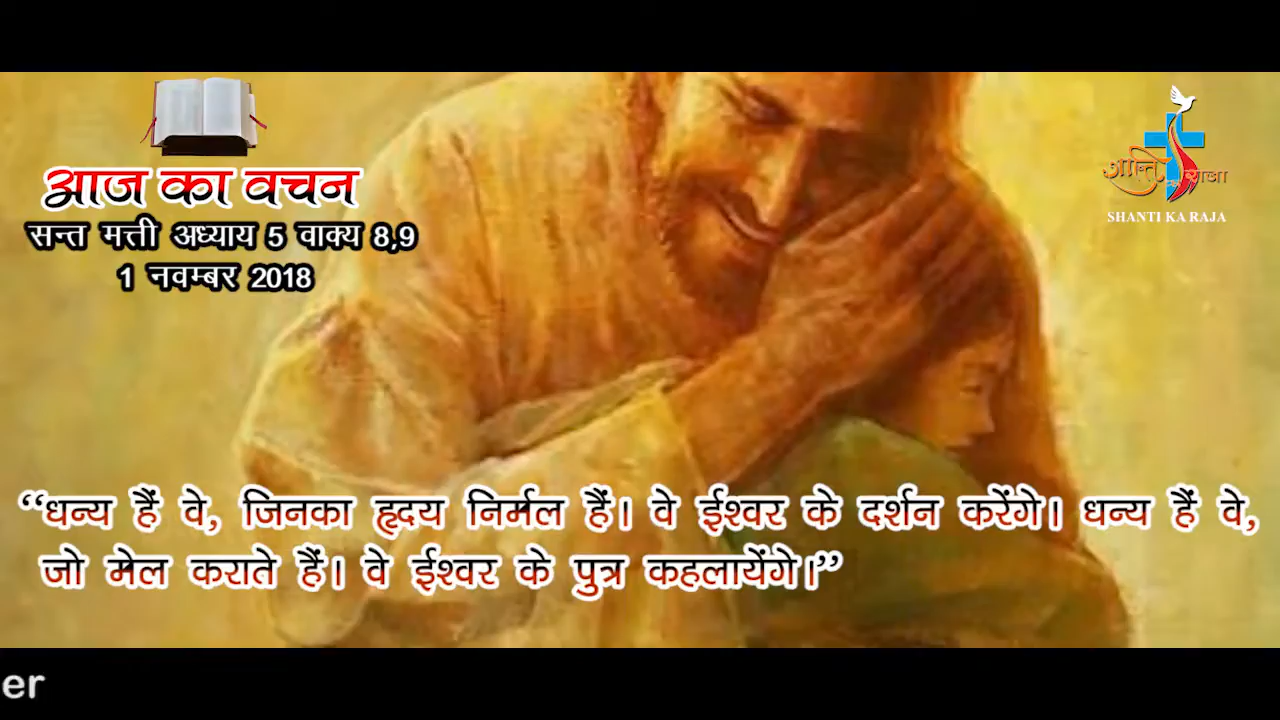 आज का वचन
सन्त मत्ती अध्याय 5 वाक्य 8,9
1 नवम्बर 2018
शान्ति का राजा
SHANTI KA RAJA
“धन्य हैं वे, जिनका हृदय निर्मल हैं। वे ईश्वर के दर्शन करेंगे। धन्य हैं वे,
जो मेल कराते हैं। वे ईश्वर के पुत्र कहलायेंगे।”
er